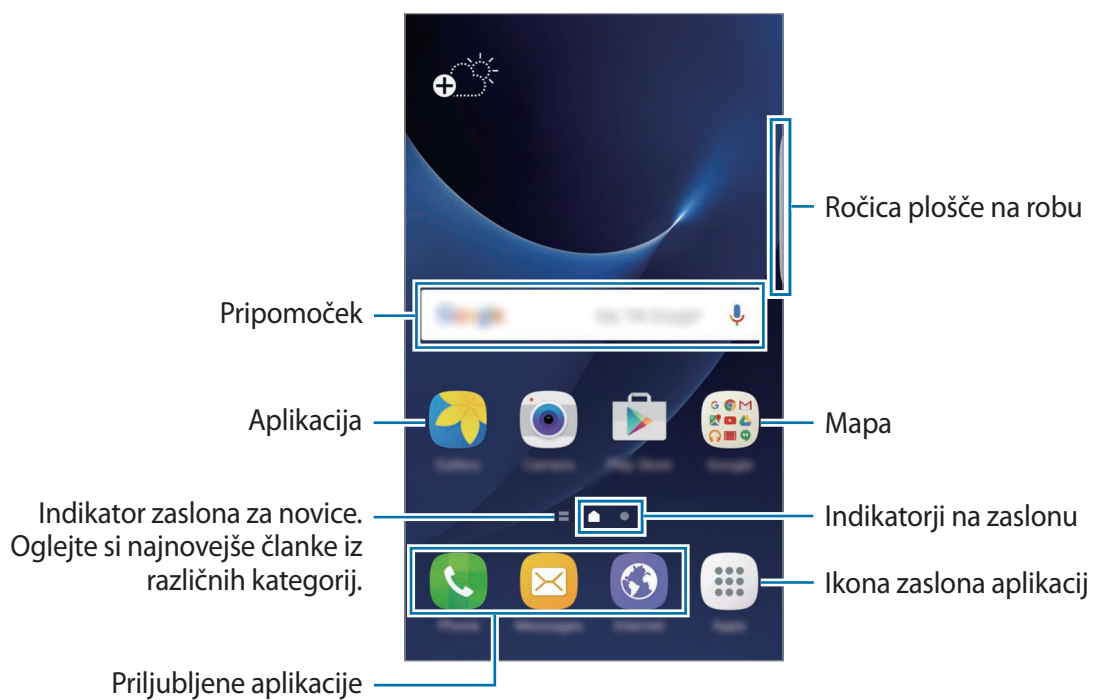 Ročica plošče na robu
Pripomoček
Aplikacija
Mapa
Indikator zaslona za novice.
Oglejte si najnovejše članke iz
različnih kategorij.
Indikatorji na zaslonu
Ikona zaslona aplikacij
Priljubljene aplikacije